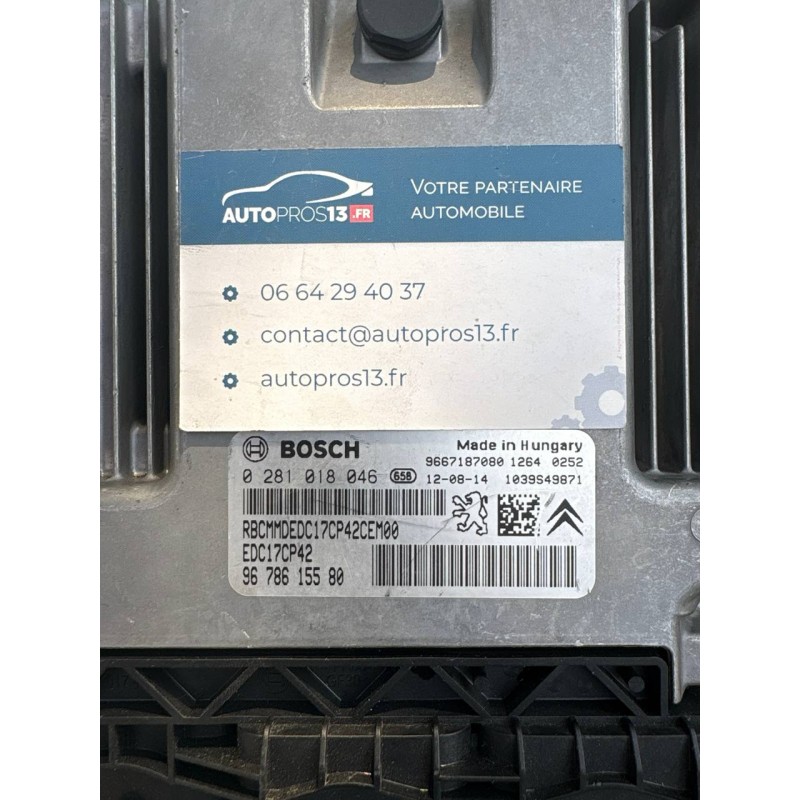 VOTRE PARTENAIRE
AUTOMOBILE
AUTOPROS13.FR
06 64 29 40 37
contact@autopros13.fr
autopros13.fr
BOSCH
Made in Hungary
9667187080 1264 0252
0 281 018 046 658 12-08-14 1039S49871
RBCMMDEDC17CP42CEM00
EDC17CP42
96 786 155 80